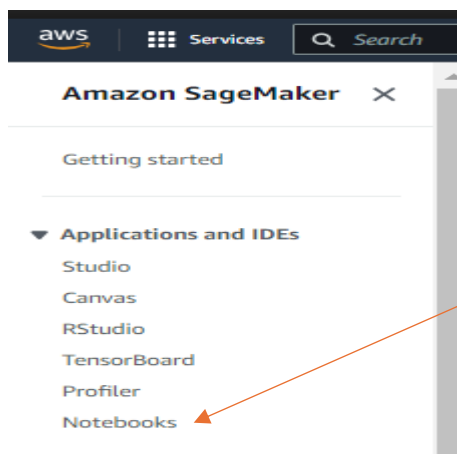 aws Services Search
Amazon SageMaker
Getting started
Applications and IDEs
Studio
Canvas
RStudio
TensorBoard
Profiler
Notebooks